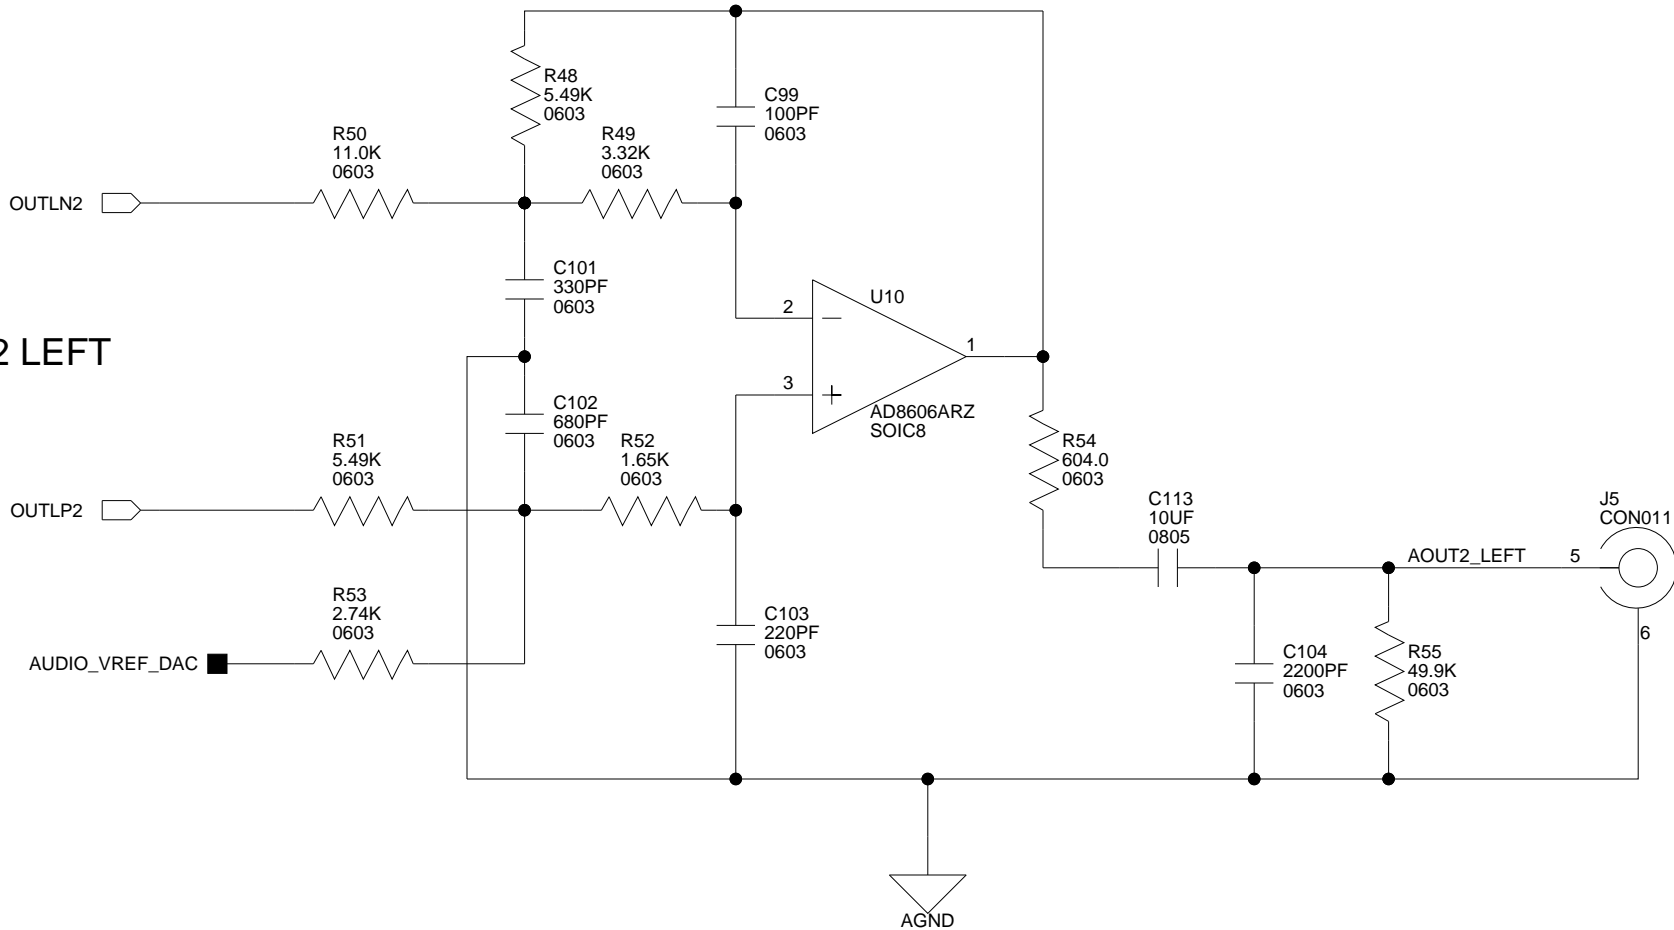 R48
5.49K
0603
C99
100PF
0603
R50
11.0K
0603
R49
3.32K
0603
OUTLN2
C101
330PF
0603
2
U10
2 LEFT
1
3
C102
680PF
0603
AD8606ARZ
SOIC8
R51
5.49K
0603
R52
1.65K
0603
R54
604.0
0603
OUTLP2
C113
10UF
0805
J5
CON011
AOUT2_LEFT
5
R53
2.74K
0603
C103
220PF
0603
6
AUDIO_VREF_DAC
C104
2200PF
0603
R55
49.9K
0603
AGND